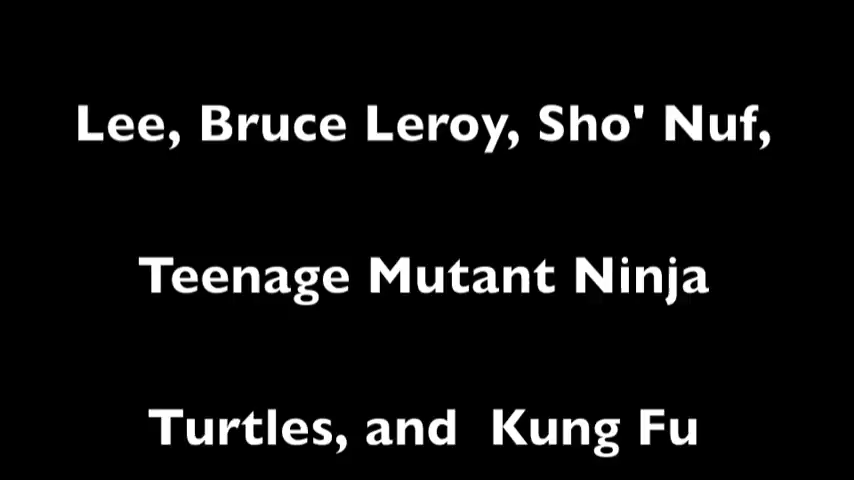 Lee, Bruce Leroy, Sho' Nuf,
Teenage Mutant Ninja
Turtles, and  Kung Fu